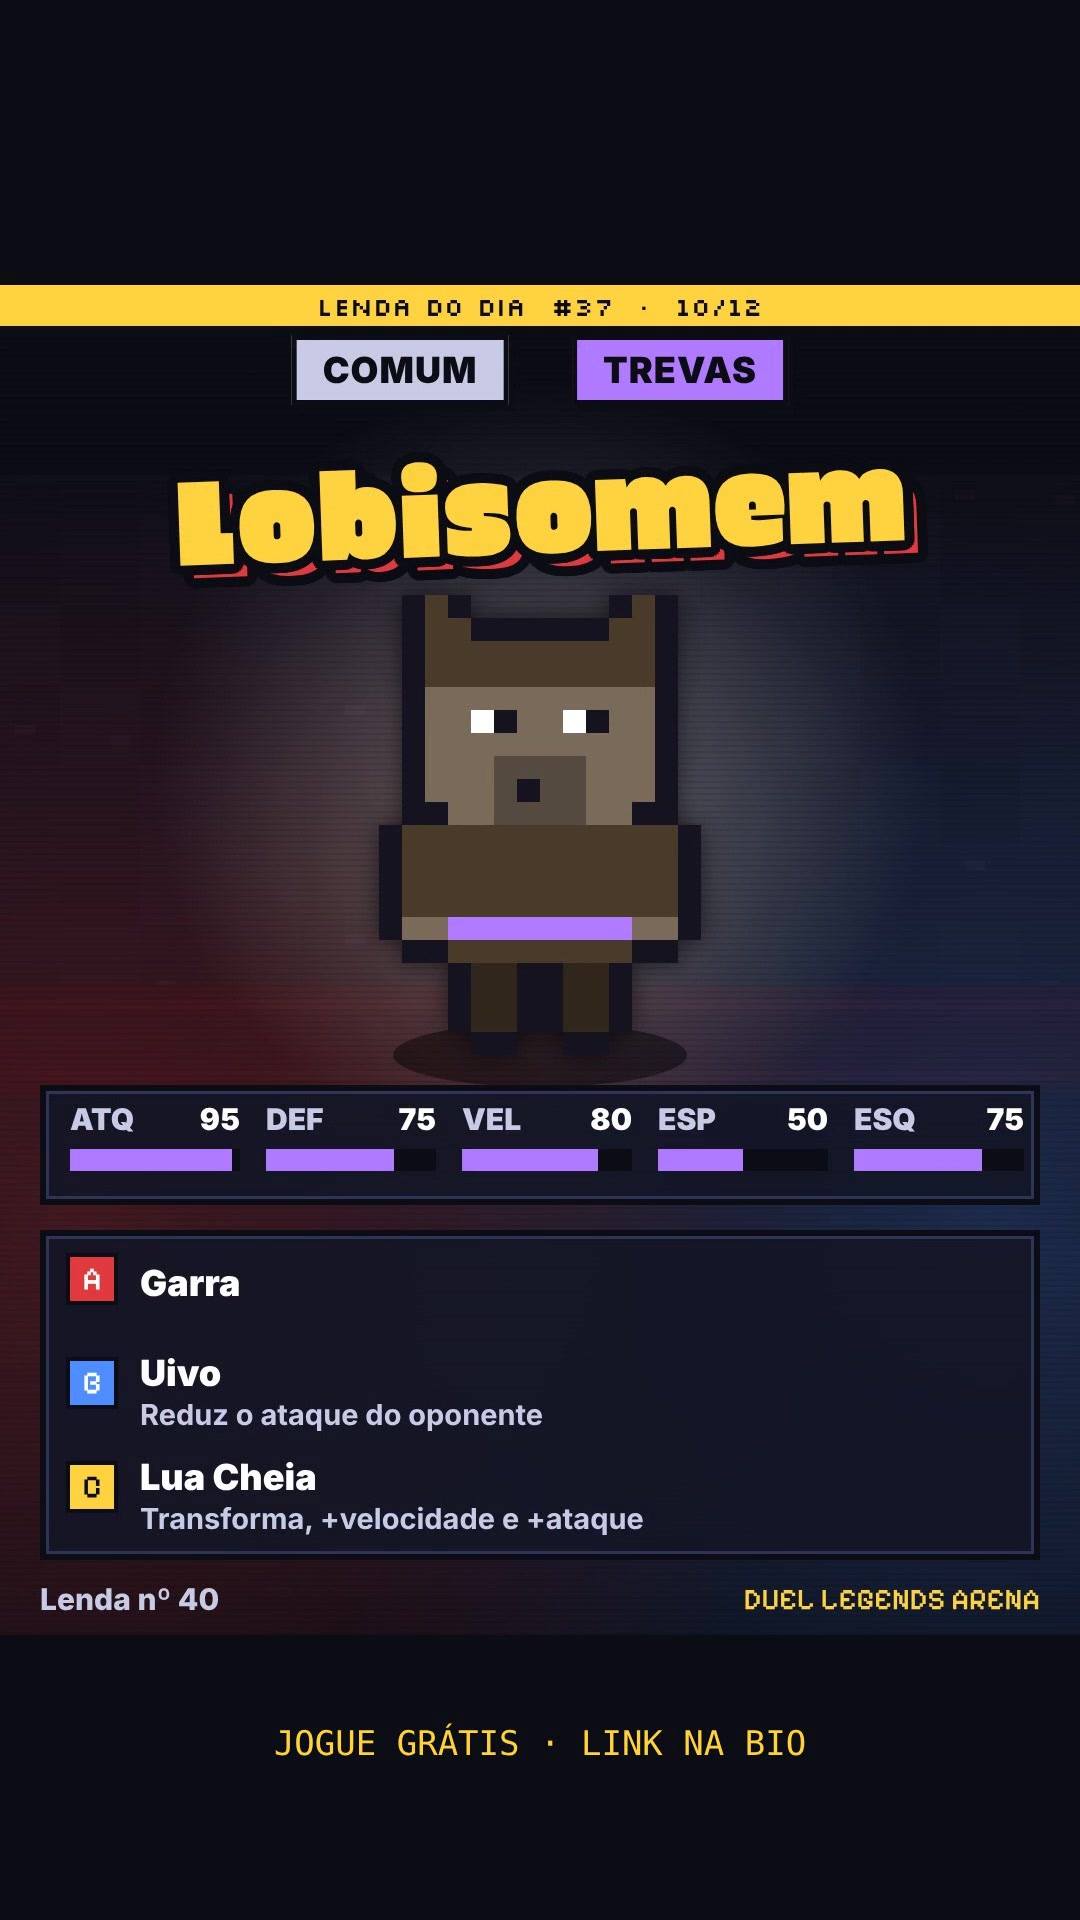 LENDA DO DIA #37 · 10/12
COMUM TREVAS
Lobisomem
ATQ 95 DEF 75 VEL 80 ESP 50 ESQ 75
A Garra
B Uivo
Reduz o ataque do oponente
C Lua Cheia
Transforma, +velocidade e +ataque
Lenda nº 40 DUEL LEGENDS ARENA
JOGUE GRÁTIS · LINK NA BIO